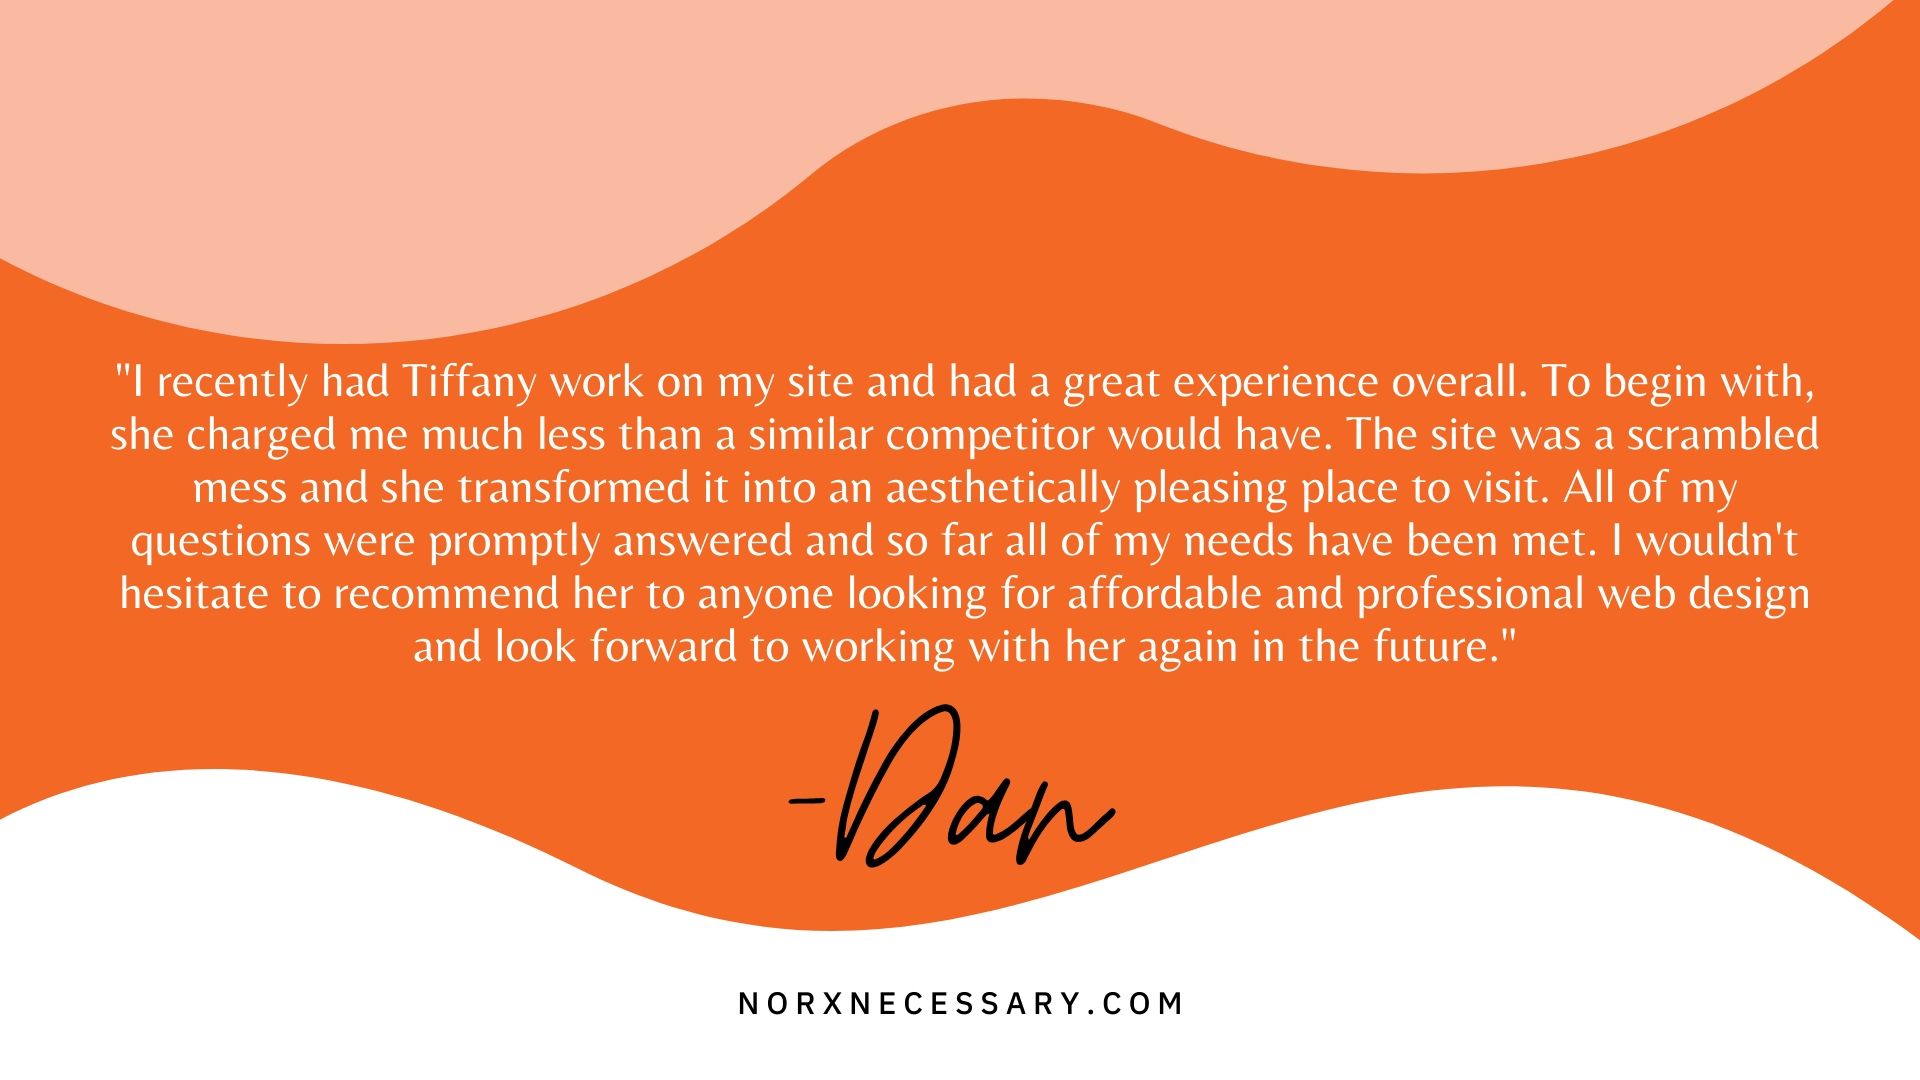 "I recently had Tiffany work on my site and had a great experience overall. To begin with,
she charged me much less than a similar competitor would have. The site was a scrambled
mess and she transformed it into an aesthetically pleasing place to visit. All of my
questions were promptly answered and so far all of my needs have been met. I wouldn't
hesitate to recommend her to anyone looking for affordable and professional web design
and look forward to working with her again in the future."
-Dan
NORXNECESSARY.COM